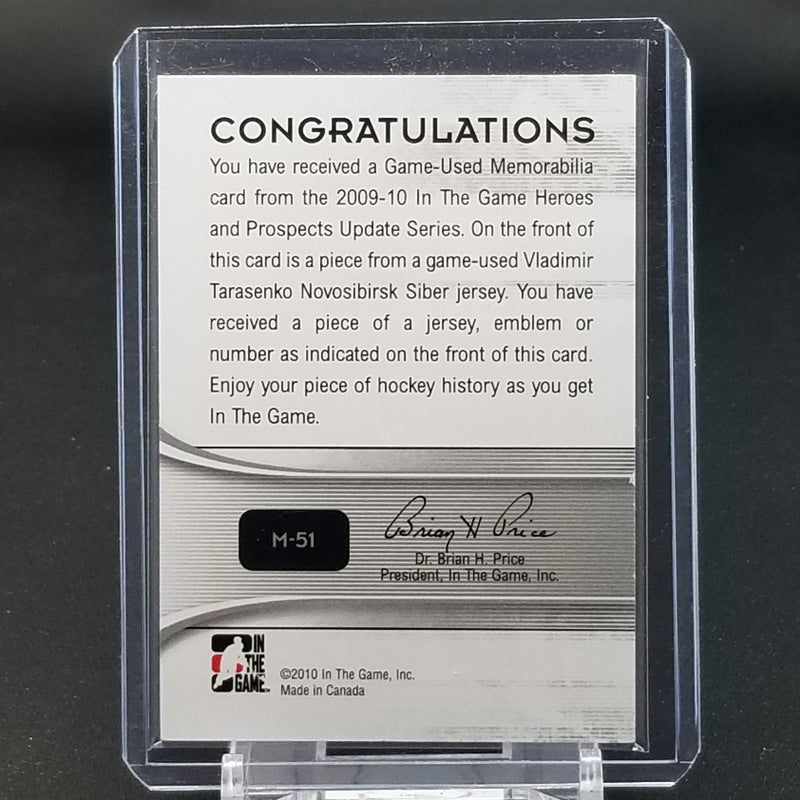 CONGRATULATIONS
You have received a Game-Used Memorabilia
card from the 2009-10 In The Game Heroes
and Prospects Update Series. On the front of
this card is a piece from a game-used Vladimir
Tarasenko Novosibirsk Siber jersey. You have
received a piece of a jersey, emblem or
number as indicated on the front of this card.
Enjoy your piece of hockey history as you get
In The Game.
M-51
Brian H Price
Dr. Brian H. Price
President, In The Game, Inc.
IN
THE
GAME
©2010 In The Game, Inc.
Made in Canada